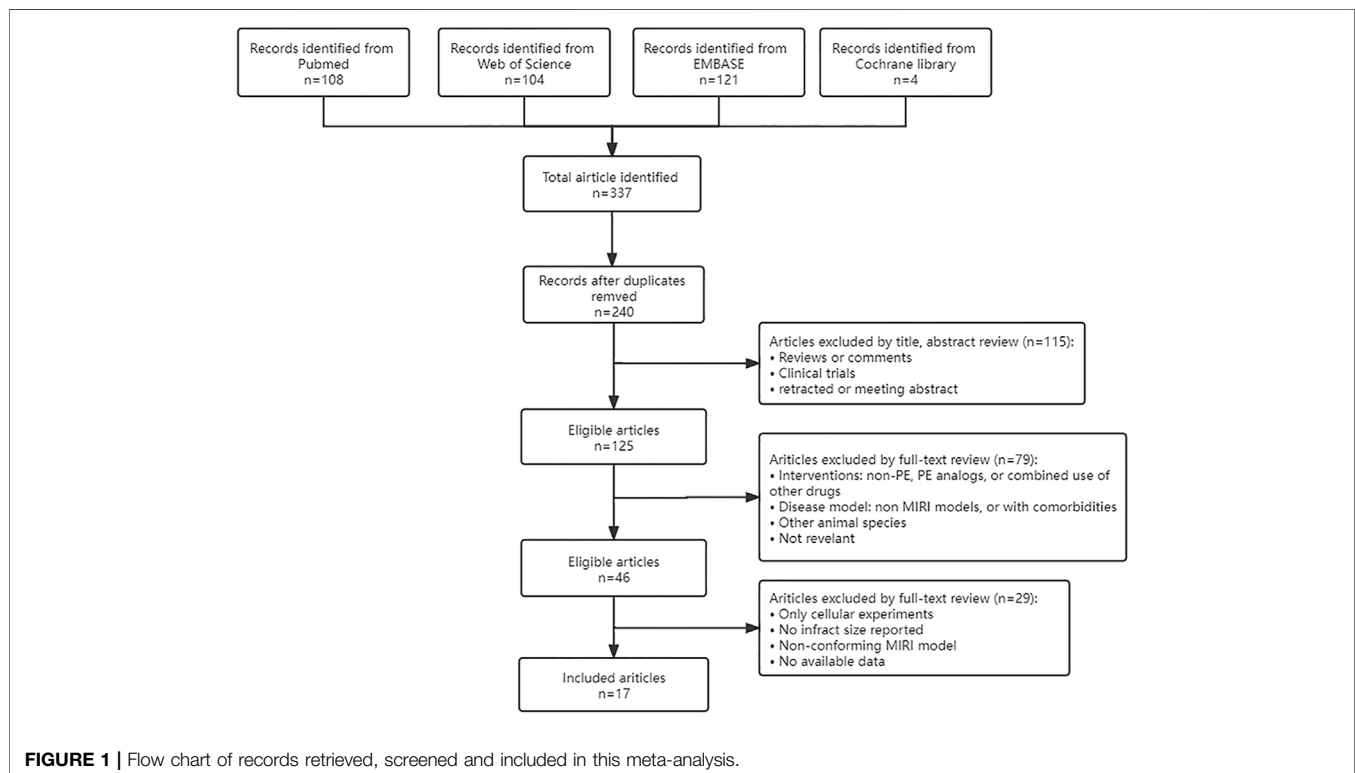 Records identified from
Pubmed
n=108
Records identified from
Web of Science
n=104
Records identified from
EMBASE
n=121
Records identified from
Cochrane library
n=4
Total airticle identified
n=337
Records after duplicates
remved
n=240
Articles excluded by title, abstract review (n=115):
• Reviews or comments
• Clinical trials
• retracted or meeting abstract
Eligible articles
n=125
Ariticles excluded by full-text review (n=79):
• Interventions: non-PE, PE analogs, or combined use of
other drugs
• Disease model: non MIRI models, or with comorbidities
• Other animal species
• Not revelant
Eligible articles
n=46
Ariticles excluded by full-text review (n=29):
• Only cellular experiments
• No infract size reported
• Non-conforming MIRI model
• No available data
Included ariticles
n=17
FIGURE 1 | Flow chart of records retrieved, screened and included in this meta-analysis.